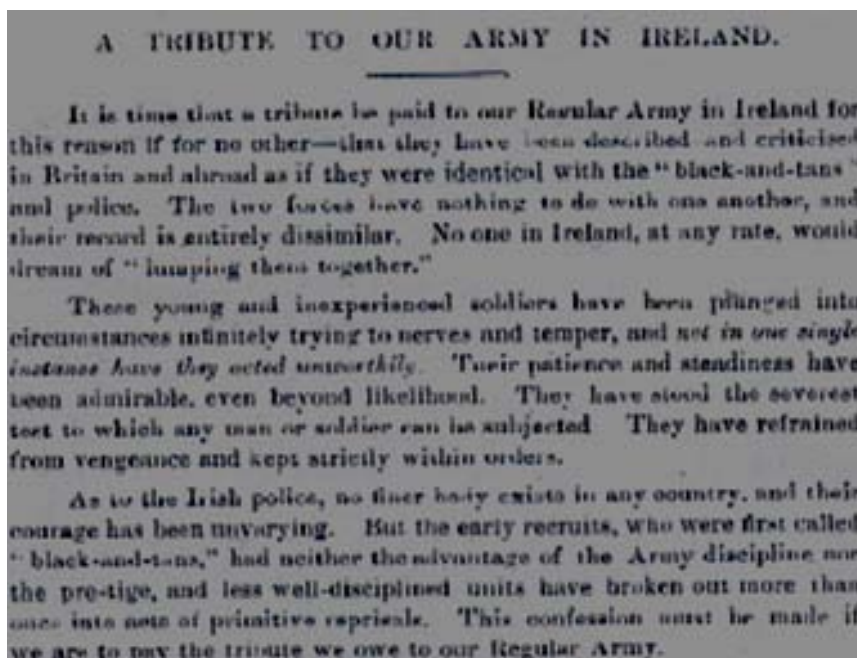 A TRIBUTE TO OUR ARMY IN IRELAND.
It is time that a tribute be paid to our Regular Army in Ireland for
this reason if for no other—that they have been described and criticised
in Britain and abroad as if they were identical with the "black-and-tans"
and police. The two forces have nothing to do with one another, and
their record is entirely dissimilar. No one in Ireland, at any rate, would
dream of "lumping them together."
These young and inexperienced soldiers have been plunged into
circumstances infinitely trying to nerves and temper, and not in one single
instance have they acted unworthily. Their patience and steadiness have
been admirable, even beyond likelihood. They have stood the severest
test to which any man or soldier can be subjected They have refrained
from vengeance and kept strictly within orders.
As to the Irish police, no finer body exists in any country, and their
courage has been unvarying. But the early recruits, who were first called
"black-and-tans," had neither the advantage of the Army discipline nor
the prestige, and less well-disciplined units have broken out more than
once into acts of primitive reprisals. This confession must be made if
we are to pay the tribute we owe to our Regular Army.